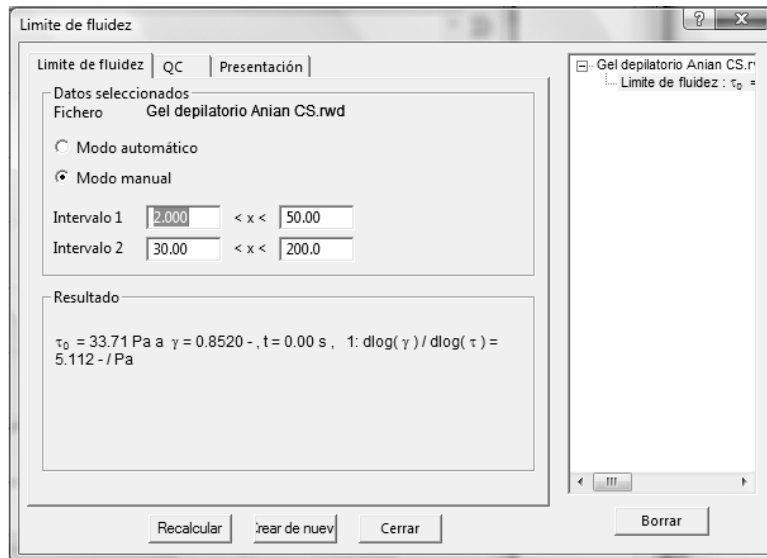 Limite de fluidez
? X
Limite de fluidez QC Presentación
Datos seleccionados
Fichero Gel depilatorio Anian CS.rwd
Modo automático
Modo manual
Intervalo 1 2.000 < x < 50.00
Intervalo 2 30.00 < x < 200.0
Resultado
τ₀ = 33.71 Pa a γ = 0.8520 - , t = 0.00 s , 1: dlog( γ ) / dlog( τ ) =
5.112 - / Pa
Recalcular Crear de nuev Cerrar
Gel depilatorio Anian CS.r
Limite de fluidez : τ₀ =
Borrar